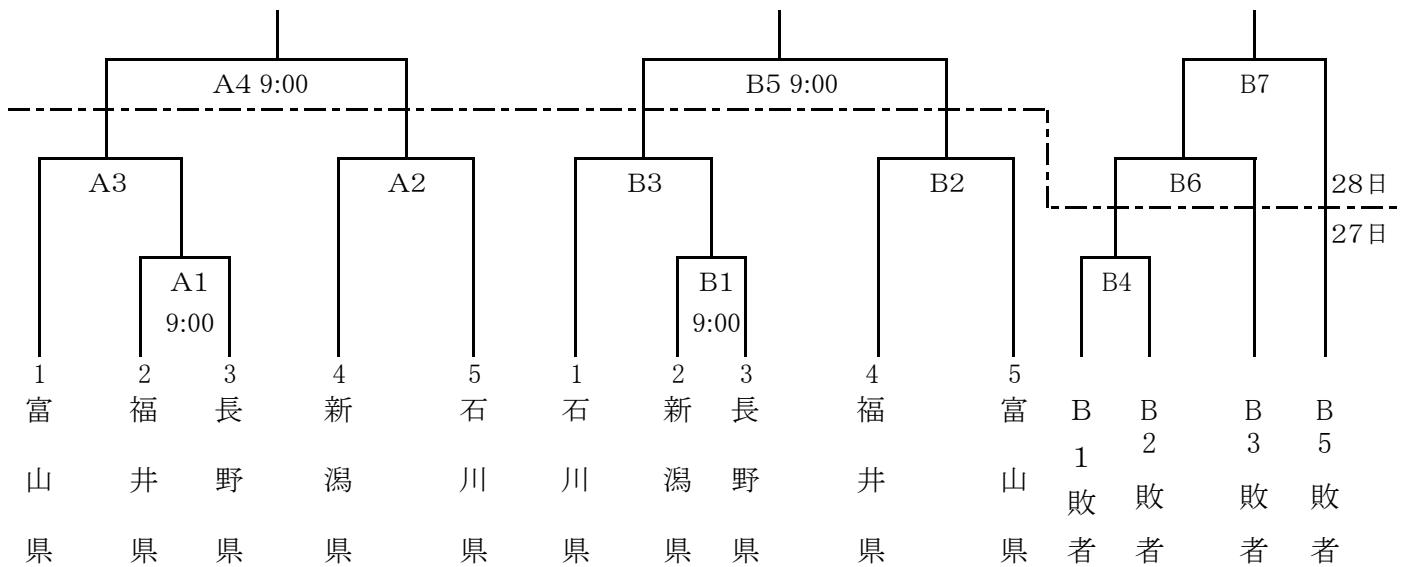 A4 9:00
B5 9:00
B7
A3
A2
B3
B2
B6
28日
27日
A1
9:00
B1
9:00
B4
1 富山県
2 福井県
3 長野県
4 新潟県
5 石川県
1 石川県
2 新潟県
3 長野県
4 福井県
5 富山県
B1敗者
B2敗者
B3敗者
B5敗者